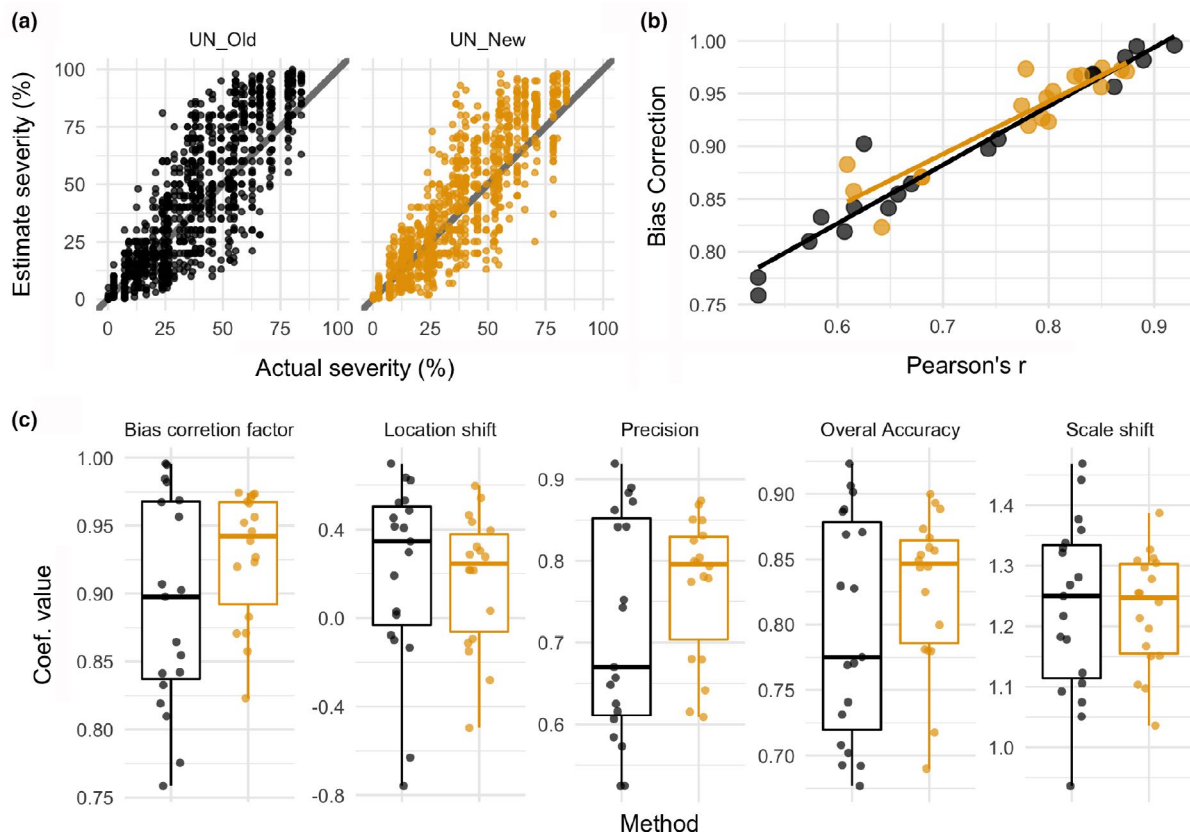 (a)
UN_Old
UN_New
Estimate severity (%)
100
75
50
25
0
0 25 50 75 100
0 25 50 75 100
Actual severity (%)
(b)
Bias Correction
1.00
0.95
0.90
0.85
0.80
0.75
0.6 0.7 0.8 0.9
Pearson's r
(c)
Coef. value
Bias corretion factor
1.00
0.95
0.90
0.85
0.80
0.75
Location shift
0.4
0.0
-0.4
-0.8
Precision
0.9
0.8
0.7
0.6
Overal Accuracy
0.90
0.85
0.80
0.75
0.70
Scale shift
1.4
1.3
1.2
1.1
1.0
Method